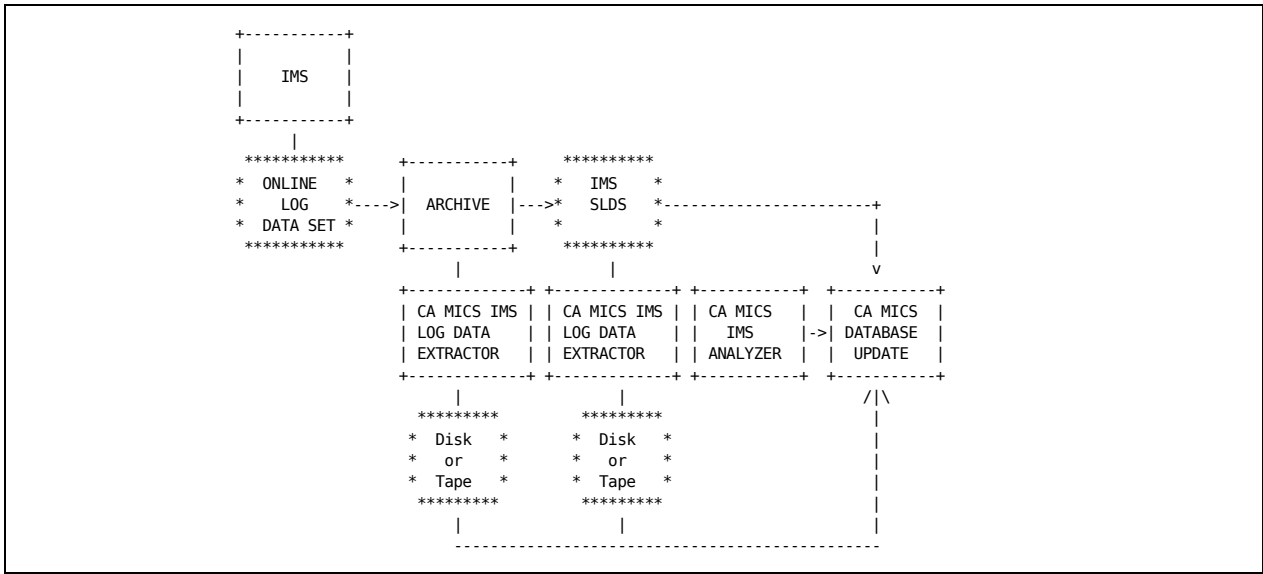 IMS
ONLINE
LOG
DATA SET
ARCHIVE
IMS
SLDS
CA MICS IMS
LOG DATA
EXTRACTOR
CA MICS IMS
LOG DATA
EXTRACTOR
CA MICS
IMS
ANALYZER
CA MICS
DATABASE
UPDATE
Disk
or
Tape
Disk
or
Tape